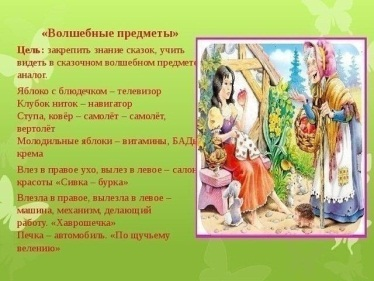 «Волшебные предметы»
Цель: закрепить знание сказок, учить
видеть в сказочном волшебном предмете
аналог.
Яблоко с блюдечком – телевизор
Клубок ниток – навигатор
Ступа, ковёр – самолёт – самолёт,
вертолёт
Молодильные яблоки – витамины, БАДы
крема
Влез в правое ухо, вылез в левое – салон
красоты «Сивка – бурка»
Влезла в правое, вылезла в левое –
машина, механизм, делающий
работу. «Хаврошечка»
Печка – автомобиль. «По щучьему
велению»